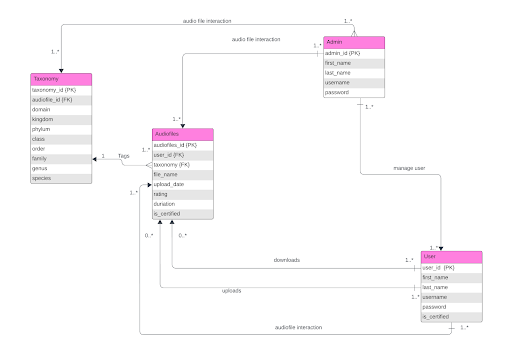 audio file interaction
1..*
Admin
admin_id {PK}
first_name
last_name
username
password
audio file interaction
1..*
1..*
Taxonomy
taxonomy_id {PK}
audiofile_id {FK}
domain
kingdom
phylum
class
order
family
genus
species
1..*
1..*
Audiofiles
audiofiles_id {PK}
user_id {FK}
taxonomy {FK}
file_name
upload_date
rating
duration
is_certified
1..*
1
Tags
1..*
manage user
0..*
0..*
1..*
User
user_id {PK}
first_name
last_name
username
password
is_certified
downloads
1..*
uploads
1..*
audiofile interaction
1..*